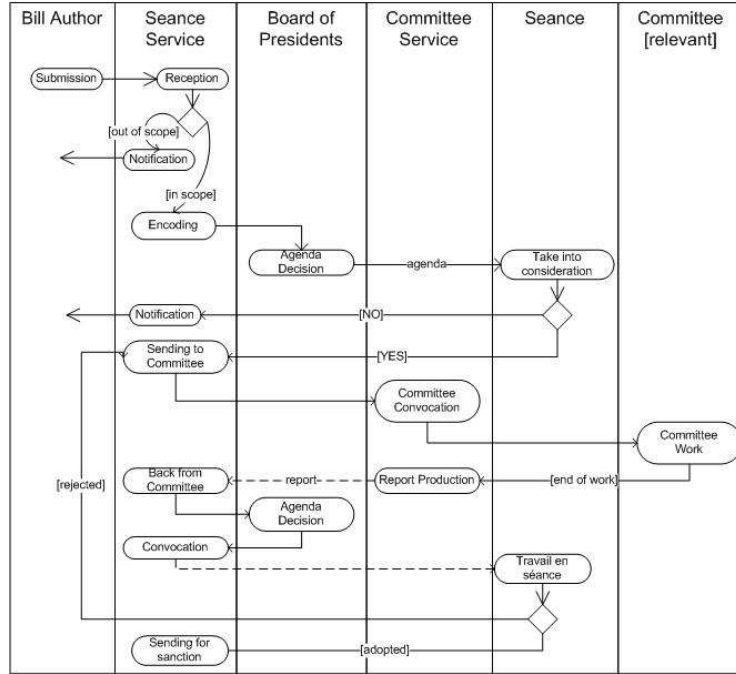 Bill Author
Seance
Service
Board of
Presidents
Committee
Service
Seance
Committee
[relevant]
Submission
Reception
[out of scope]
Notification
[in scope]
Encoding
Agenda
Decision
agenda
Take into
consideration
Notification
[NO]
Sending to
Committee
[YES]
Committee
Convocation
Committee
Work
[rejected]
Back from
Committee
report
Report Production
[end of work]
Agenda
Decision
Convocation
Travail en
séance
Sending for
sanction
[adopted]